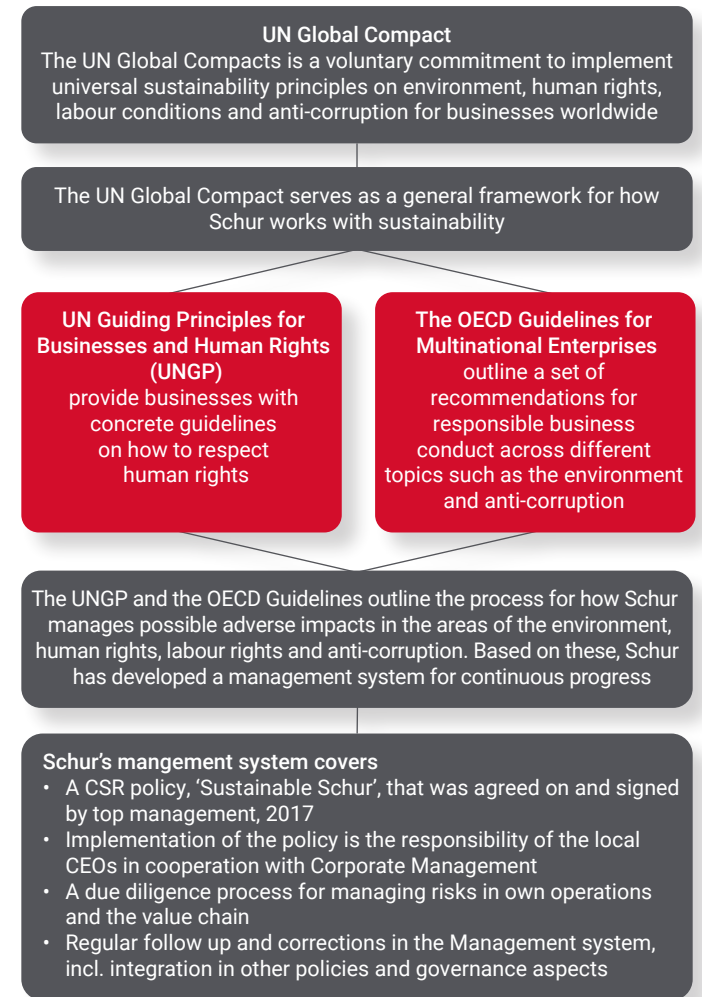 UN Global Compact
The UN Global Compacts is a voluntary commitment to implement
universal sustainability principles on environment, human rights,
labour conditions and anti-corruption for businesses worldwide
The UN Global Compact serves as a general framework for how
Schur works with sustainability
UN Guiding Principles for
Businesses and Human Rights
(UNGP)
provide businesses with
concrete guidelines
on how to respect
human rights
The OECD Guidelines for
Multinational Enterprises
outline a set of
recommendations for
responsible business
conduct across different
topics such as the environment
and anti-corruption
The UNGP and the OECD Guidelines outline the process for how Schur
manages possible adverse impacts in the areas of the environment,
human rights, labour rights and anti-corruption. Based on these, Schur
has developed a management system for continuous progress
Schur’s mangement system covers
• A CSR policy, ‘Sustainable Schur’, that was agreed on and signed
by top management, 2017
• Implementation of the policy is the responsibility of the local
CEOs in cooperation with Corporate Management
• A due diligence process for managing risks in own operations
and the value chain
• Regular follow up and corrections in the Management system,
incl. integration in other policies and governance aspects